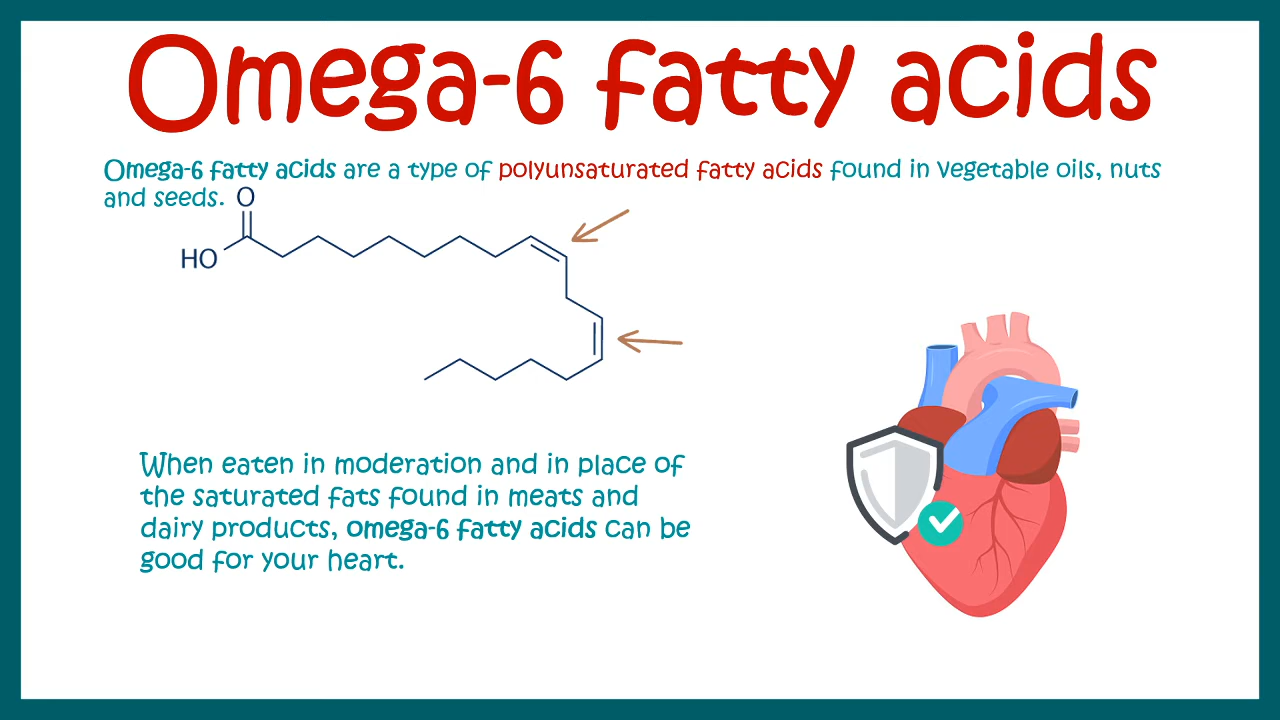 Omega-6 fatty acids
Omega-6 fatty acids are a type of polyunsaturated fatty acids found in vegetable oils, nuts
and seeds.
O
HO
When eaten in moderation and in place of
the saturated fats found in meats and
dairy products, omega-6 fatty acids can be
good for your heart.